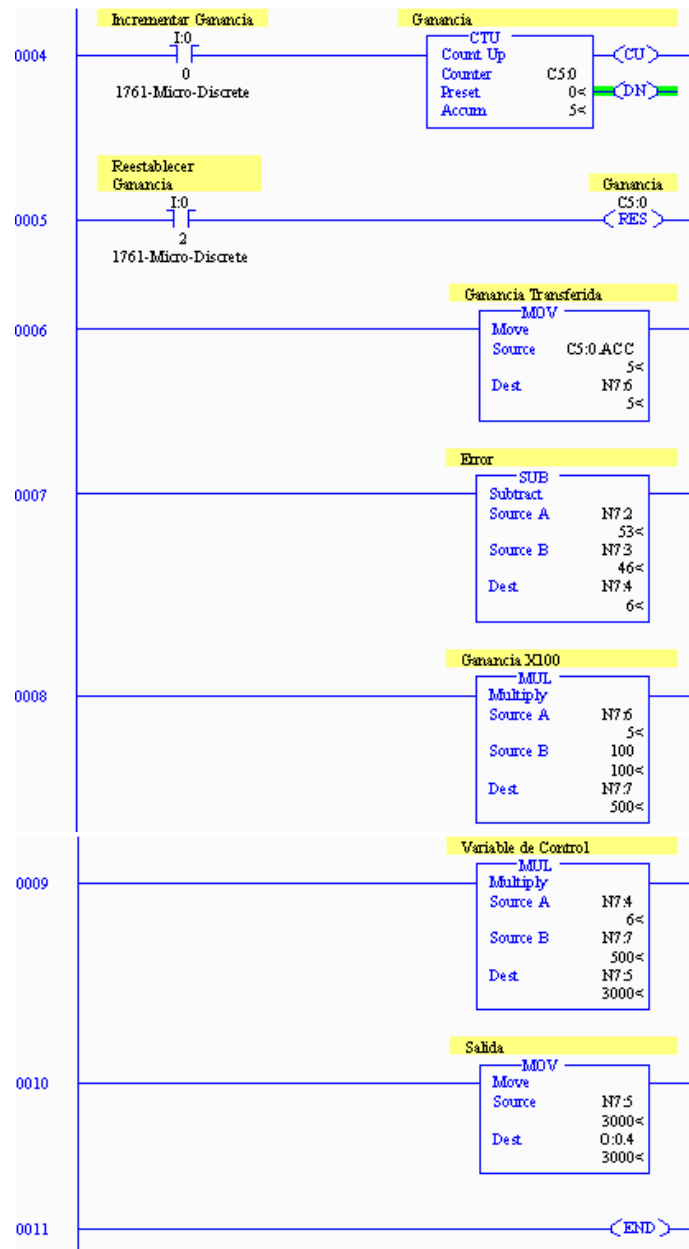 Incrementar Ganancia
Ganancia
0004
I:0
0
1761-Micro-Discrete
CTU
Count Up
Counter C5:0
Preset 0<
Accum 5<
CU
DN
Reestablecer
Ganancia
Ganancia
0005
I:0
2
1761-Micro-Discrete
C5:0
RES
Ganancia Transferida
0006
MOV
Move
Source C5:0.ACC
5<
Dest N7:6
5<
Error
0007
SUB
Subtract
Source A N7:2
53<
Source B N7:3
46<
Dest N7:4
6<
Ganancia X100
0008
MUL
Multiply
Source A N7:6
5<
Source B 100
100<
Dest N7:7
500<
Variable de Control
0009
MUL
Multiply
Source A N7:4
6<
Source B N7:7
500<
Dest N7:5
3000<
Salida
0010
MOV
Move
Source N7:5
3000<
Dest O:0.4
3000<
0011
END